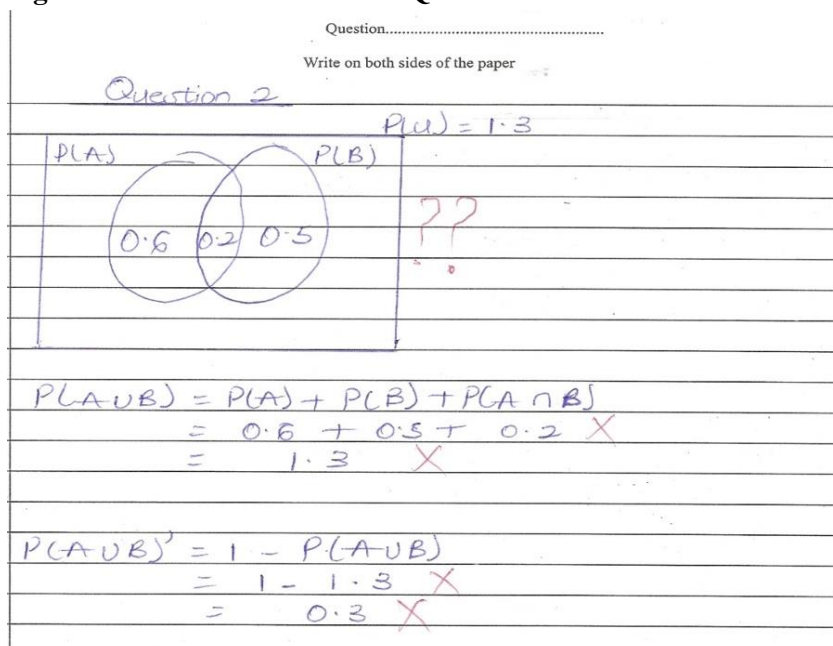 Question.......................................................
Write on both sides of the paper
Question 2
P(U) = 1.3
P(A) P(B)
0.6 0.2 0.5 ??
P(A∪B) = P(A) + P(B) + P(A∩B)
= 0.6 + 0.5 + 0.2 X
= 1.3 X
P(A∪B)' = 1 - P(A∪B)
= 1 - 1.3 X
= 0.3 X